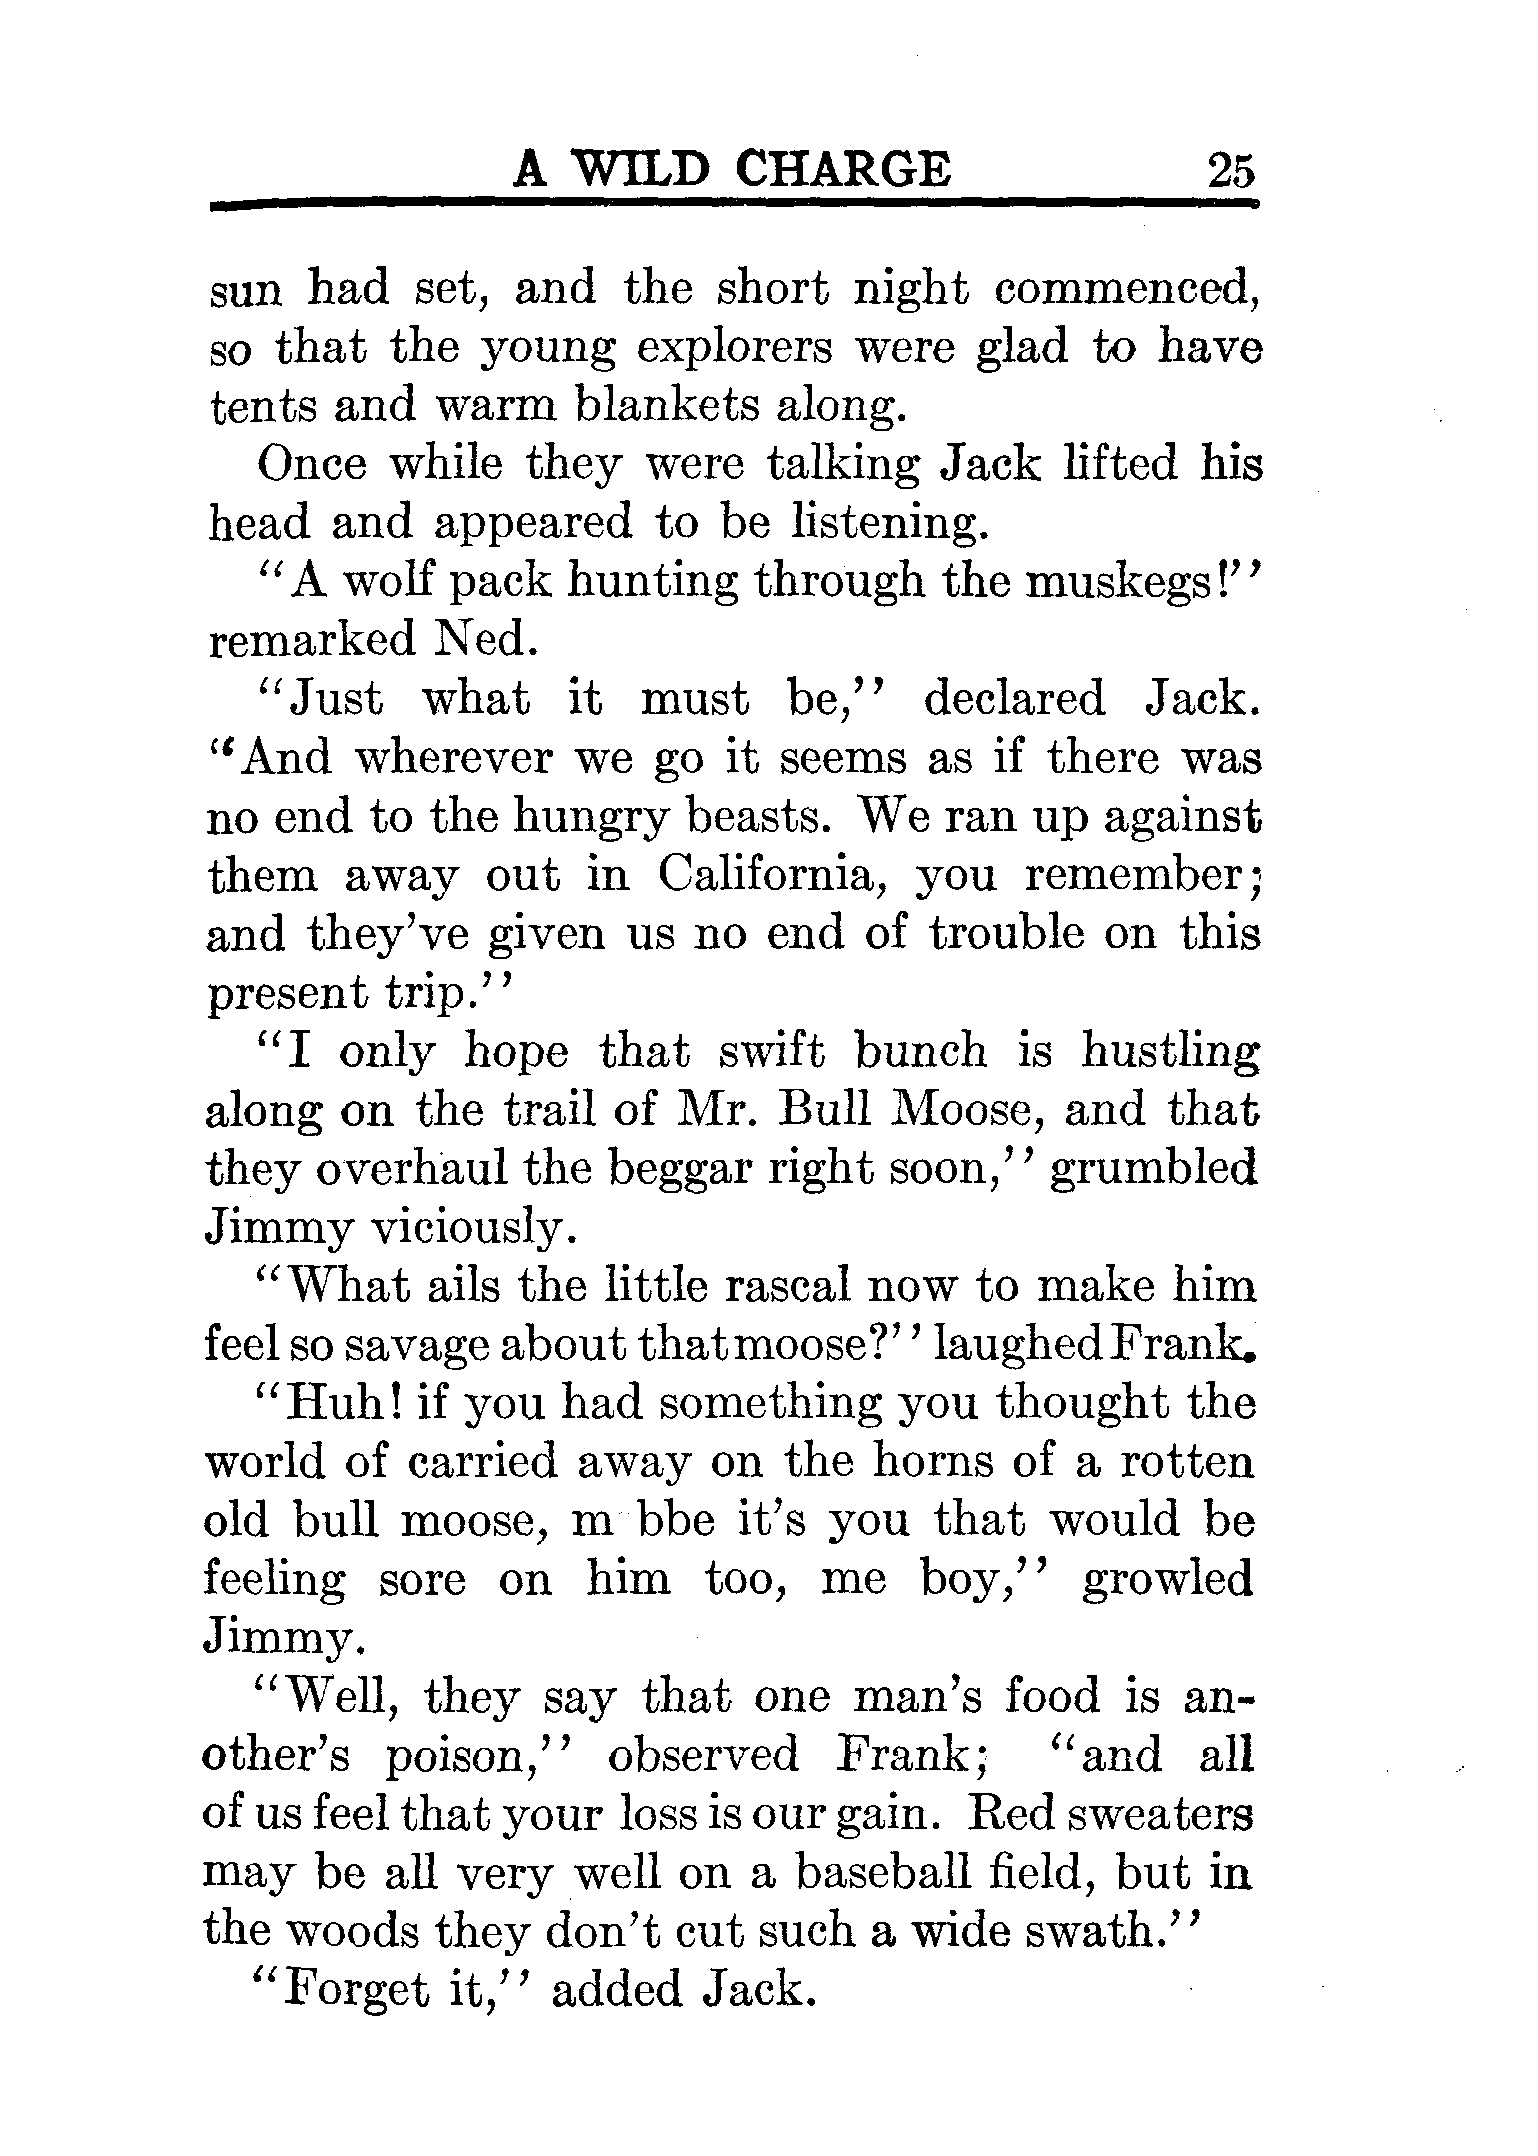 A WILD CHARGE 25
sun had set, and the short night commenced,
so that the young explorers were glad to have
tents and warm blankets along.
Once while they were talking Jack lifted his
head and appeared to be listening.
"A wolf pack hunting through the muskegs!"
remarked Ned.
"Just what it must be," declared Jack.
"And wherever we go it seems as if there was
no end to the hungry beasts. We ran up against
them away out in California, you remember;
and they've given us no end of trouble on this
present trip."
"I only hope that swift bunch is hustling
along on the trail of Mr. Bull Moose, and that
they overhaul the beggar right soon," grumbled
Jimmy viciously.
"What ails the little rascal now to make him
feel so savage about that moose?" laughed Frank.
"Huh! if you had something you thought the
world of carried away on the horns of a rotten
old bull moose, m bbe it's you that would be
feeling sore on him too, me boy," growled
Jimmy.
"Well, they say that one man's food is an-
other's poison," observed Frank; "and all
of us feel that your loss is our gain. Red sweaters
may be all very well on a baseball field, but in
the woods they don't cut such a wide swath."
"Forget it," added Jack.